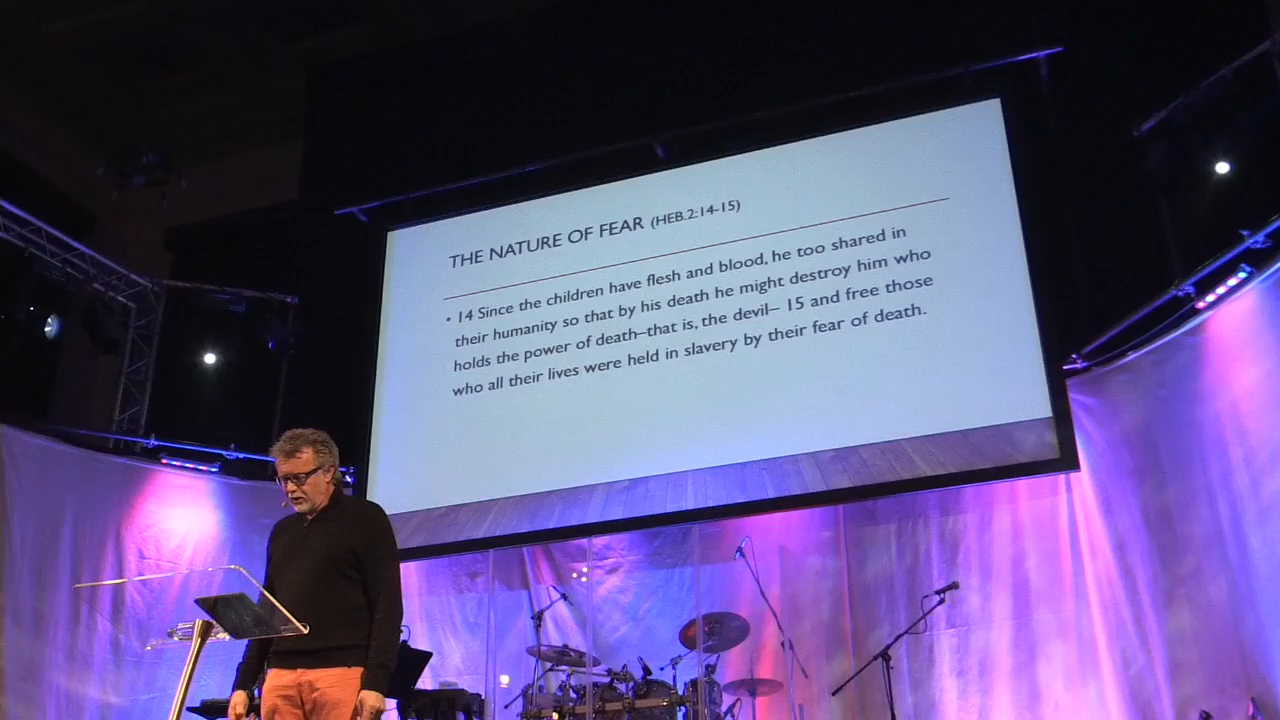 THE NATURE OF FEAR (HEB.2:14-15)
• 14 Since the children have flesh and blood, he too shared in
their humanity so that by his death he might destroy him who
holds the power of death–that is, the devil– 15 and free those
who all their lives were held in slavery by their fear of death.